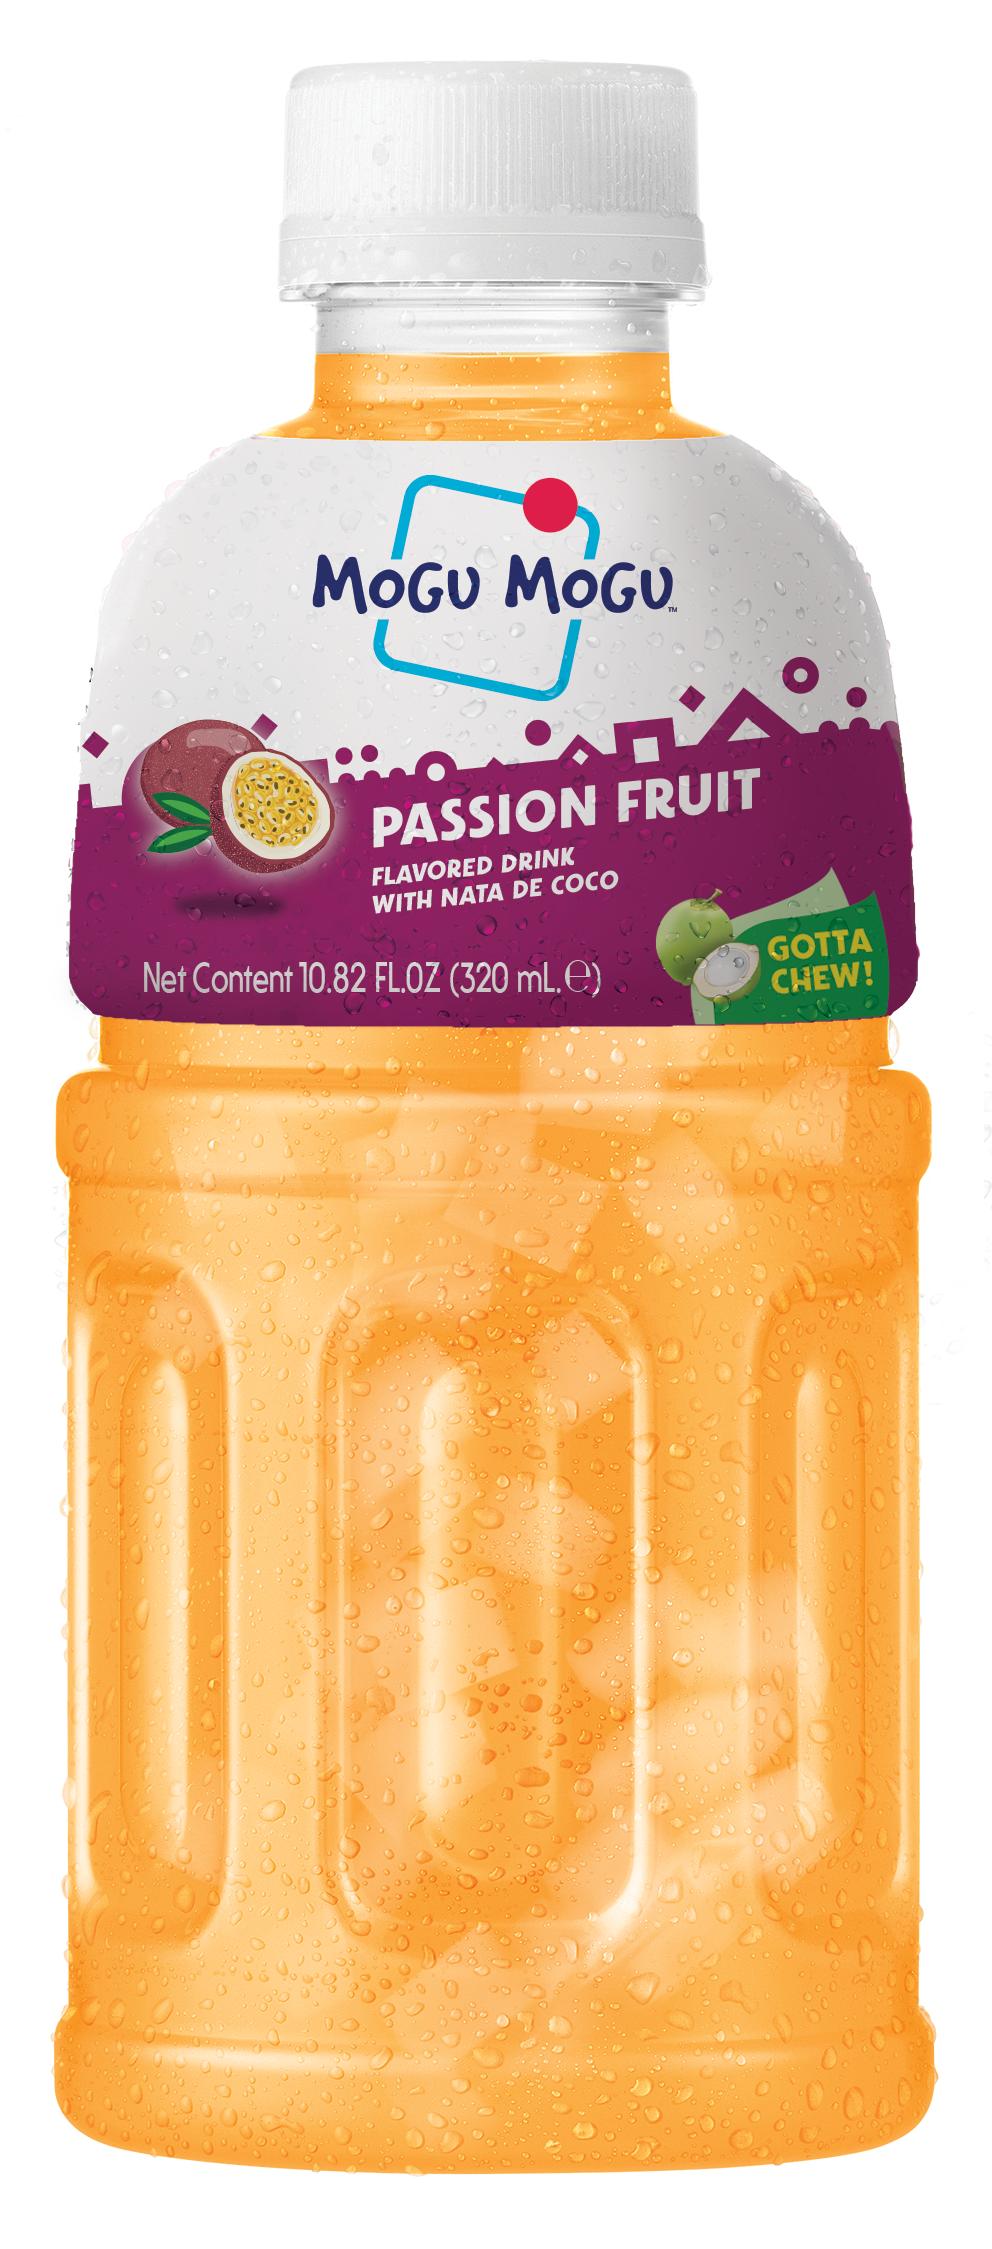 MOGU MOGU™
PASSION FRUIT
FLAVORED DRINK
WITH NATA DE COCO
Net Content 10.82 FL.OZ (320 mL.℮)
GOTTA
CHEW!